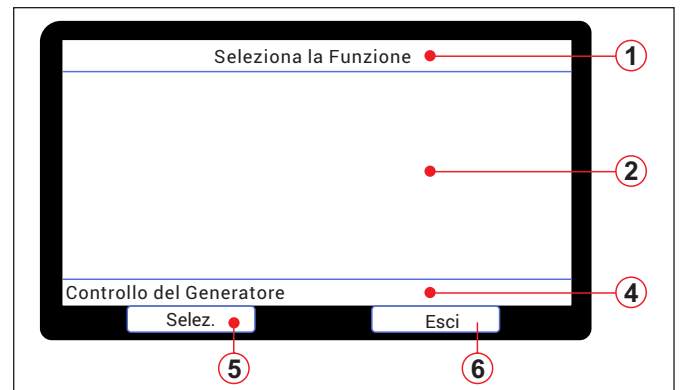 Seleziona la Funzione
1
2
Controllo del Generatore
4
Selez.
Esci
5
6